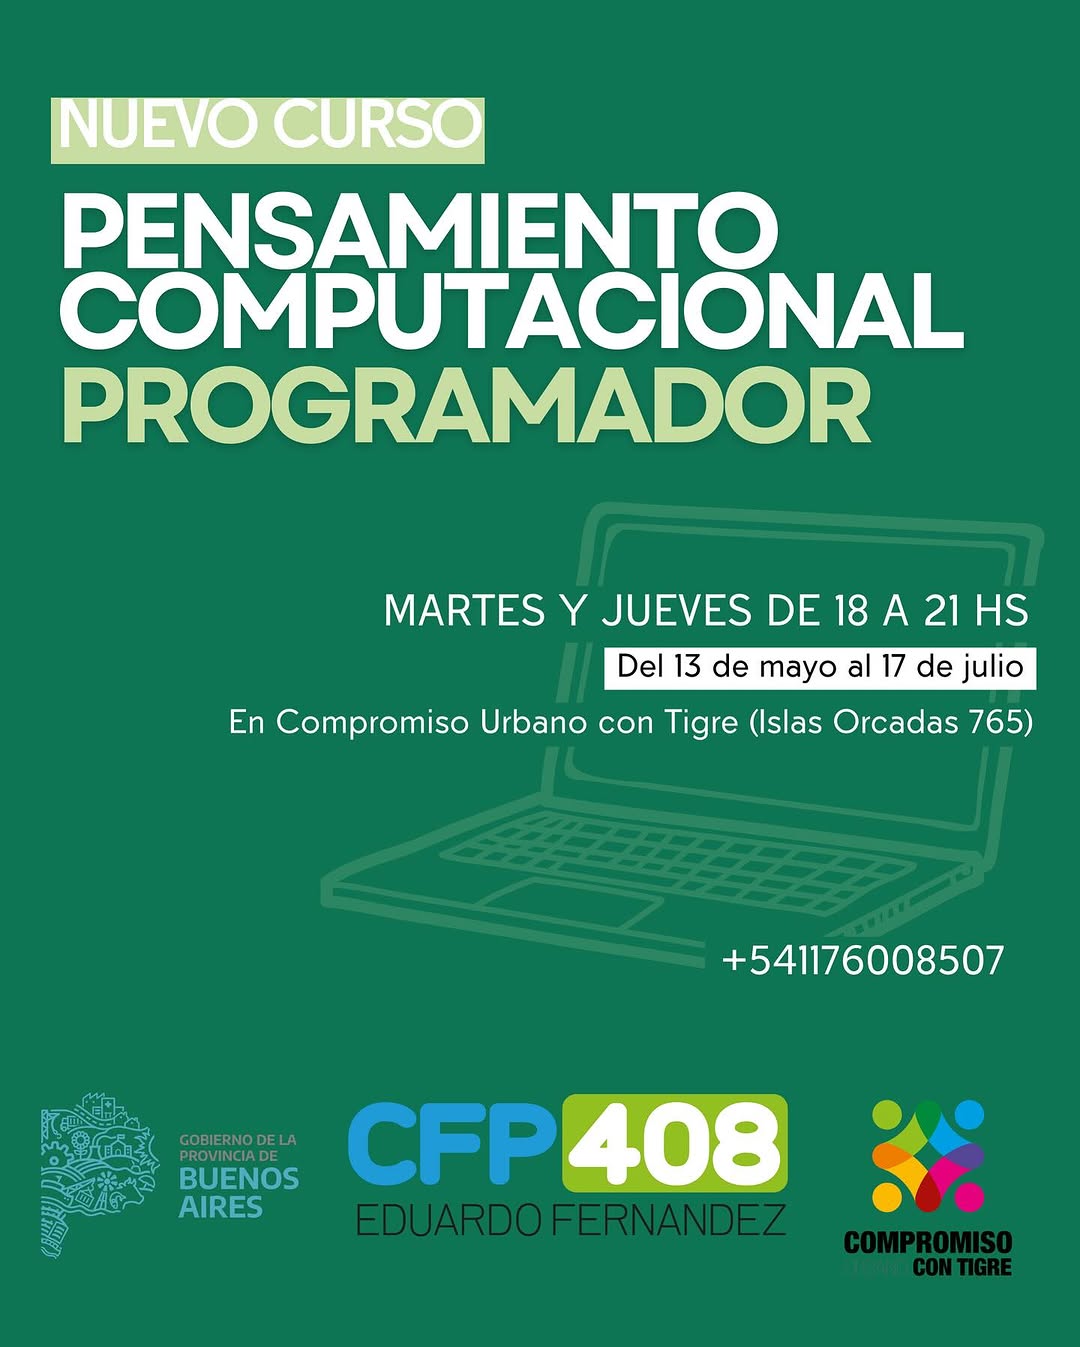 NUEVO CURSO
PENSAMIENTO
COMPUTACIONAL
PROGRAMADOR
MARTES Y JUEVES DE 18 A 21 HS
Del 13 de mayo al 17 de julio
En Compromiso Urbano con Tigre (Islas Orcadas 765)
+541176008507
GOBIERNO DE LA
PROVINCIA DE
BUENOS
AIRES
CFP 408
EDUARDO FERNANDEZ
COMPROMISO
CON TIGRE